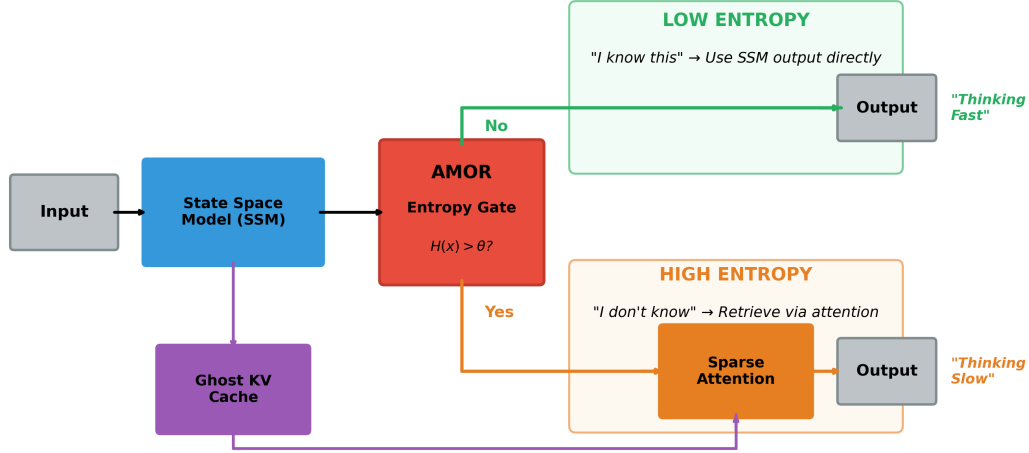 LOW ENTROPY
"I know this" → Use SSM output directly
Output
"Thinking
Fast"
No
AMOR
Entropy Gate
H(x) > θ?
Input
State Space
Model (SSM)
HIGH ENTROPY
"I don't know" → Retrieve via attention
Yes
Sparse
Attention
Output
"Thinking
Slow"
Ghost KV
Cache